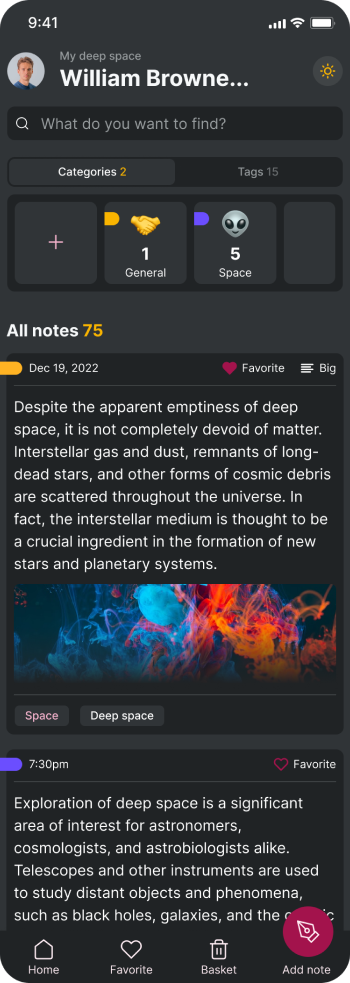 9:41
My deep space
William Browne...
What do you want to find?
Categories 2
Tags 15
1
General
5
Space
All notes 75
Dec 19, 2022
Favorite
Big
Despite the apparent emptiness of deep
space, it is not completely devoid of matter.
Interstellar gas and dust, remnants of long-
dead stars, and other forms of cosmic debris
are scattered throughout the universe. In
fact, the interstellar medium is thought to be
a crucial ingredient in the formation of new
stars and planetary systems.
Space
Deep space
7:30pm
Favorite
Exploration of deep space is a significant
area of interest for astronomers,
cosmologists, and astrobiologists alike.
Telescopes and other instruments are used
to study distant objects and phenomena,
such as black holes, galaxies, and the
Home
Favorite
Basket
Add note